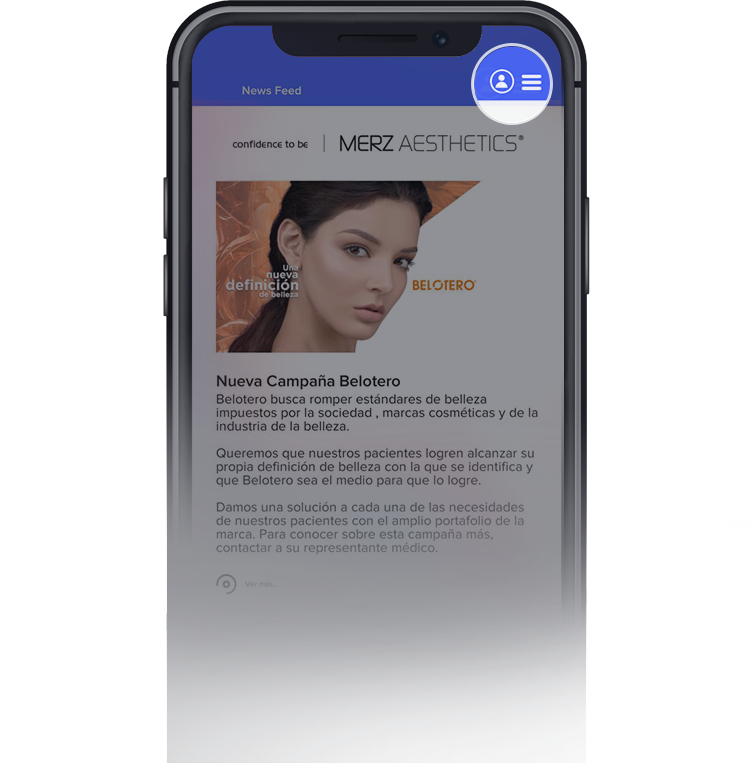 News Feed
confidence to be | MERZ AESTHETICS®
Una
nueva
definición
de belleza
BELOTERO®
Nueva Campaña Belotero
Belotero busca romper estándares de belleza
impuestos por la sociedad , marcas cosméticas y de la
industria de la belleza.
Queremos que nuestros pacientes logren alcanzar su
propia definición de belleza con la que se identifica y
que Belotero sea el medio para que lo logre.
Damos una solución a cada una de las necesidades
de nuestros pacientes con el amplio portafolio de la
marca. Para conocer sobre esta campaña más,
contactar a su representante médico.
Ver más...